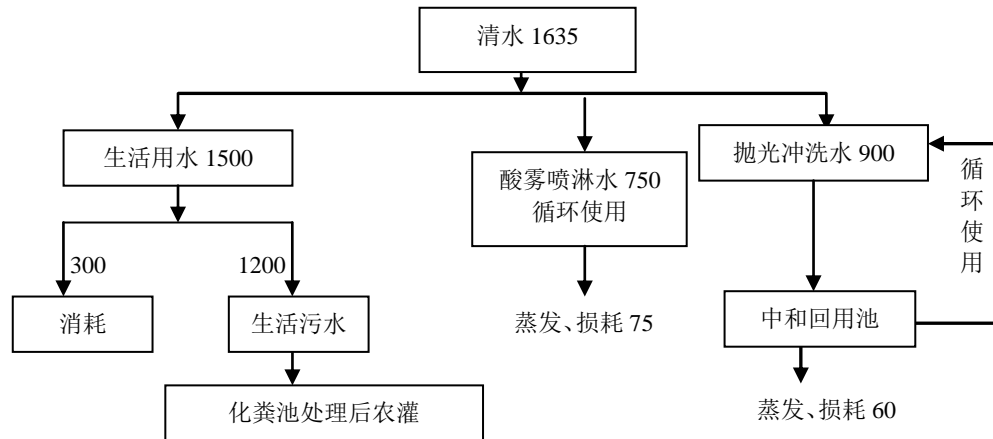 清水 1635
生活用水 1500
酸雾喷淋水 750
循环使用
抛光冲洗水 900
循
环
使
用
300
1200
消耗
生活污水
蒸发、损耗 75
中和回用池
化粪池处理后农灌
蒸发、损耗 60